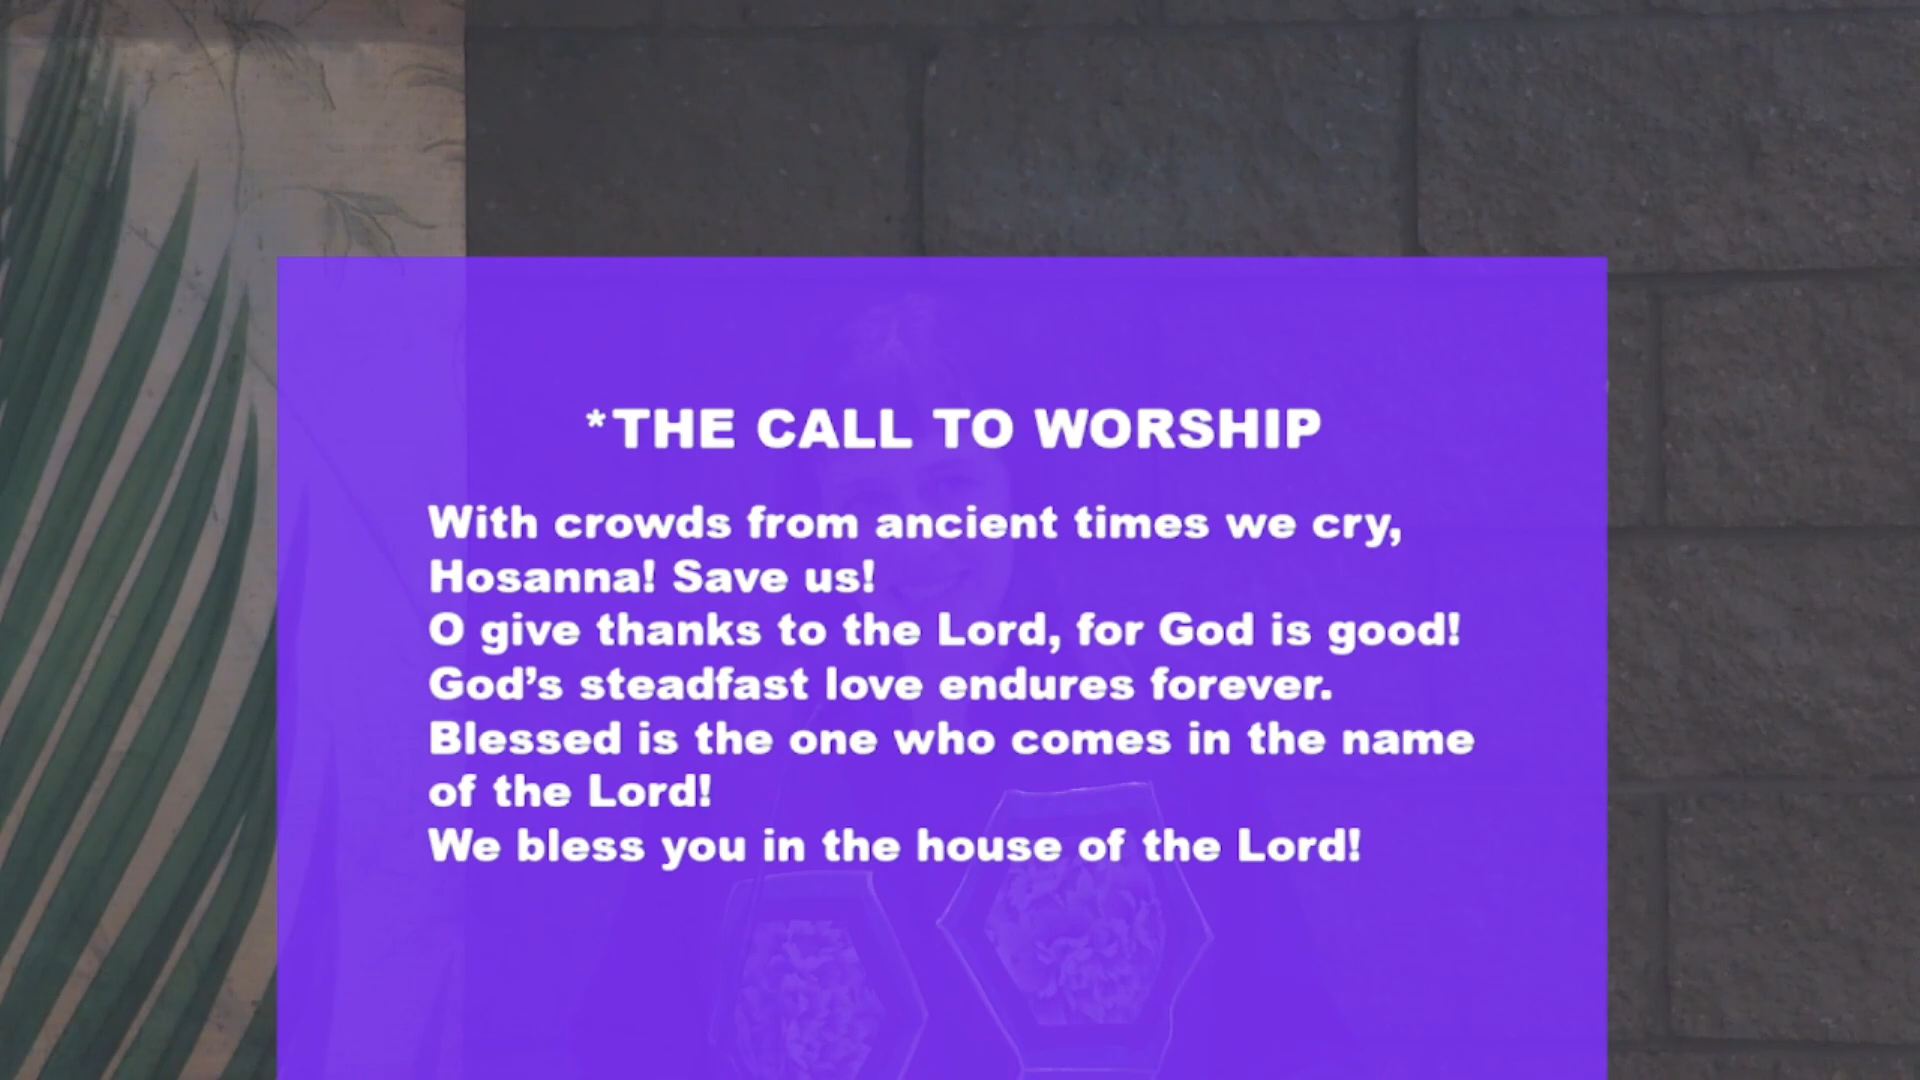 *THE CALL TO WORSHIP
With crowds from ancient times we cry,
Hosanna! Save us!
O give thanks to the Lord, for God is good!
God’s steadfast love endures forever.
Blessed is the one who comes in the name
of the Lord!
We bless you in the house of the Lord!